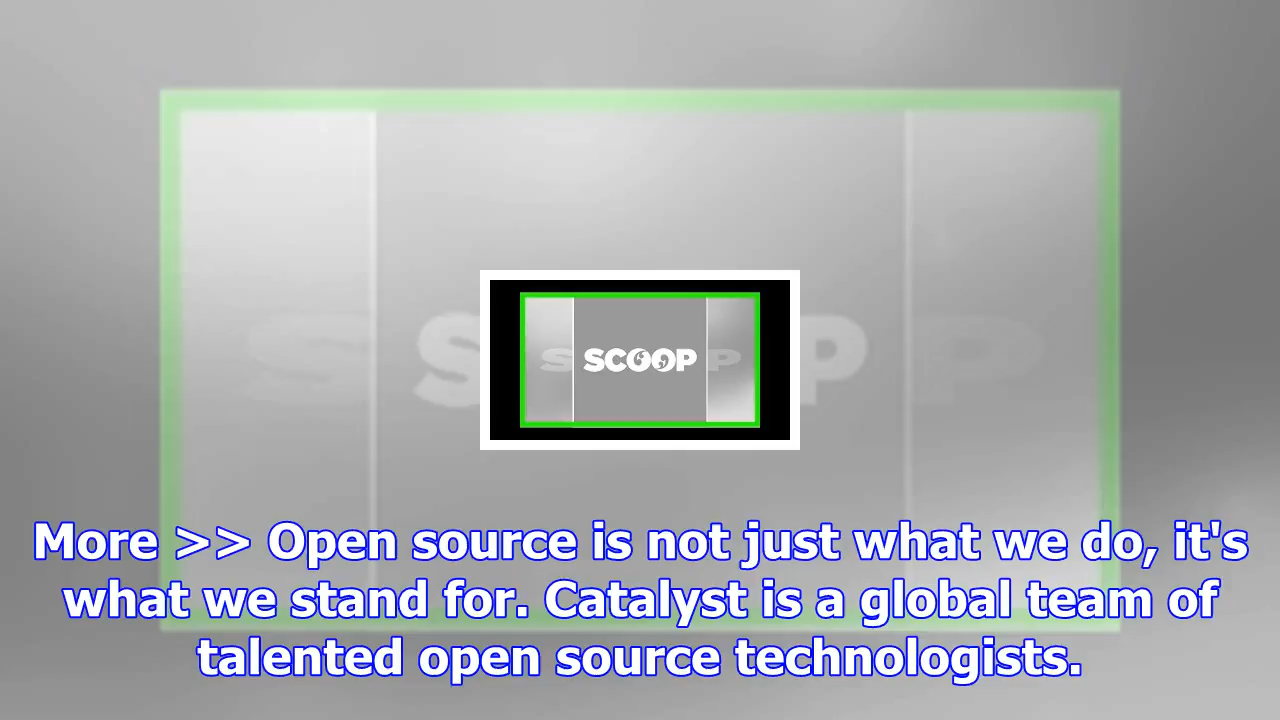 SCOOP
More >> Open source is not just what we do, it's
what we stand for. Catalyst is a global team of
talented open source technologists.